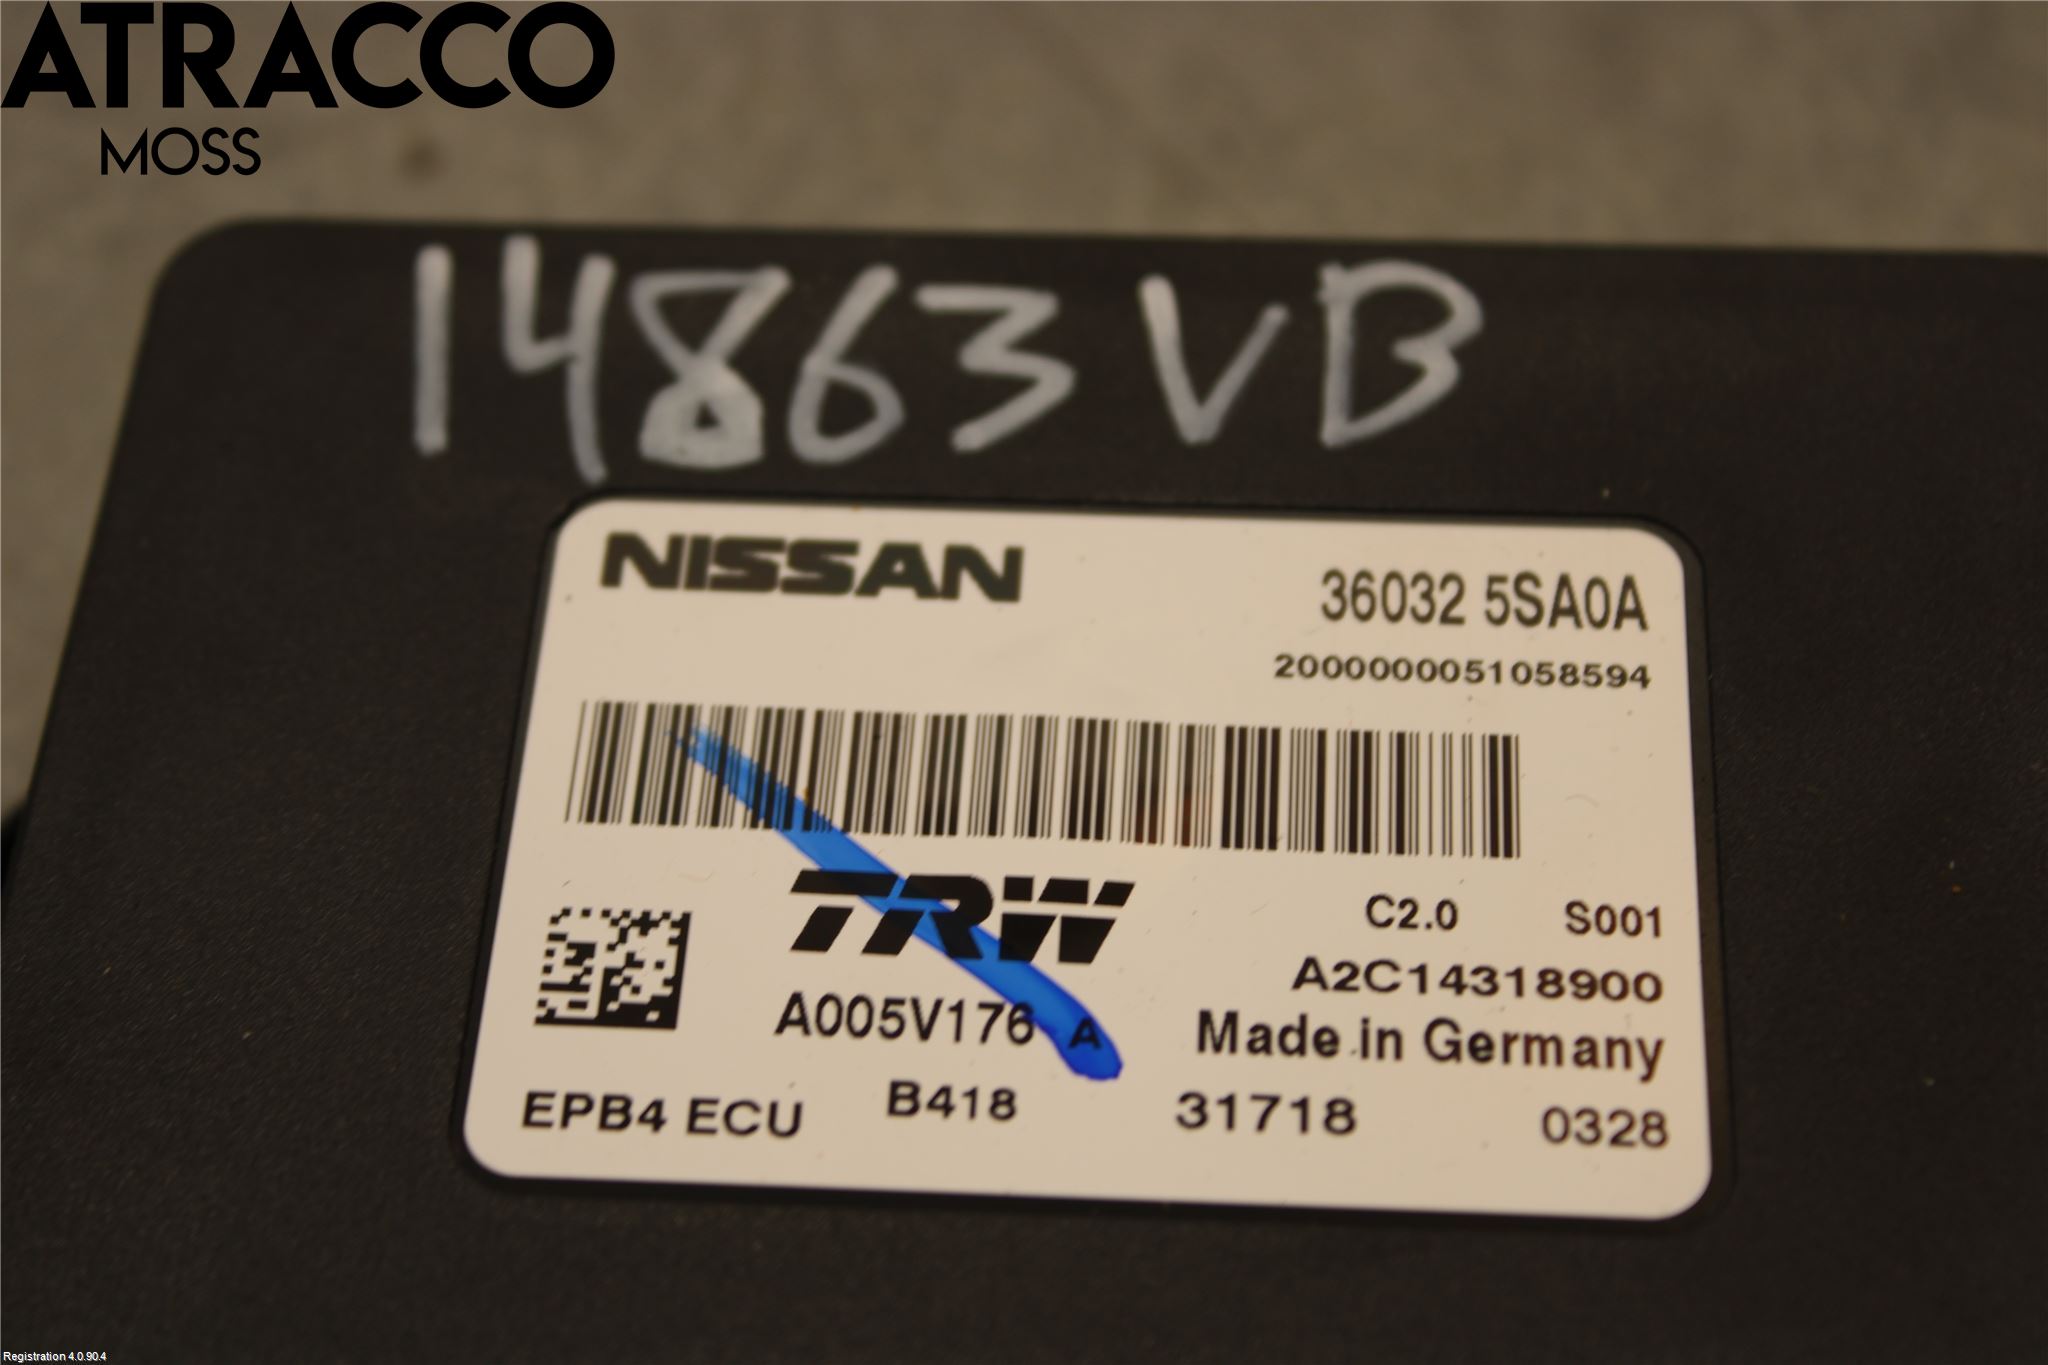 ATRACCO
MOSS
14863VB
NISSAN
36032 5SA0A
2000000051058594
TRW
C2.0 S001
A2C14318900
A005V176 A
Made in Germany
EPB4 ECU B418 31718 0328
Registration 4.0.90.4